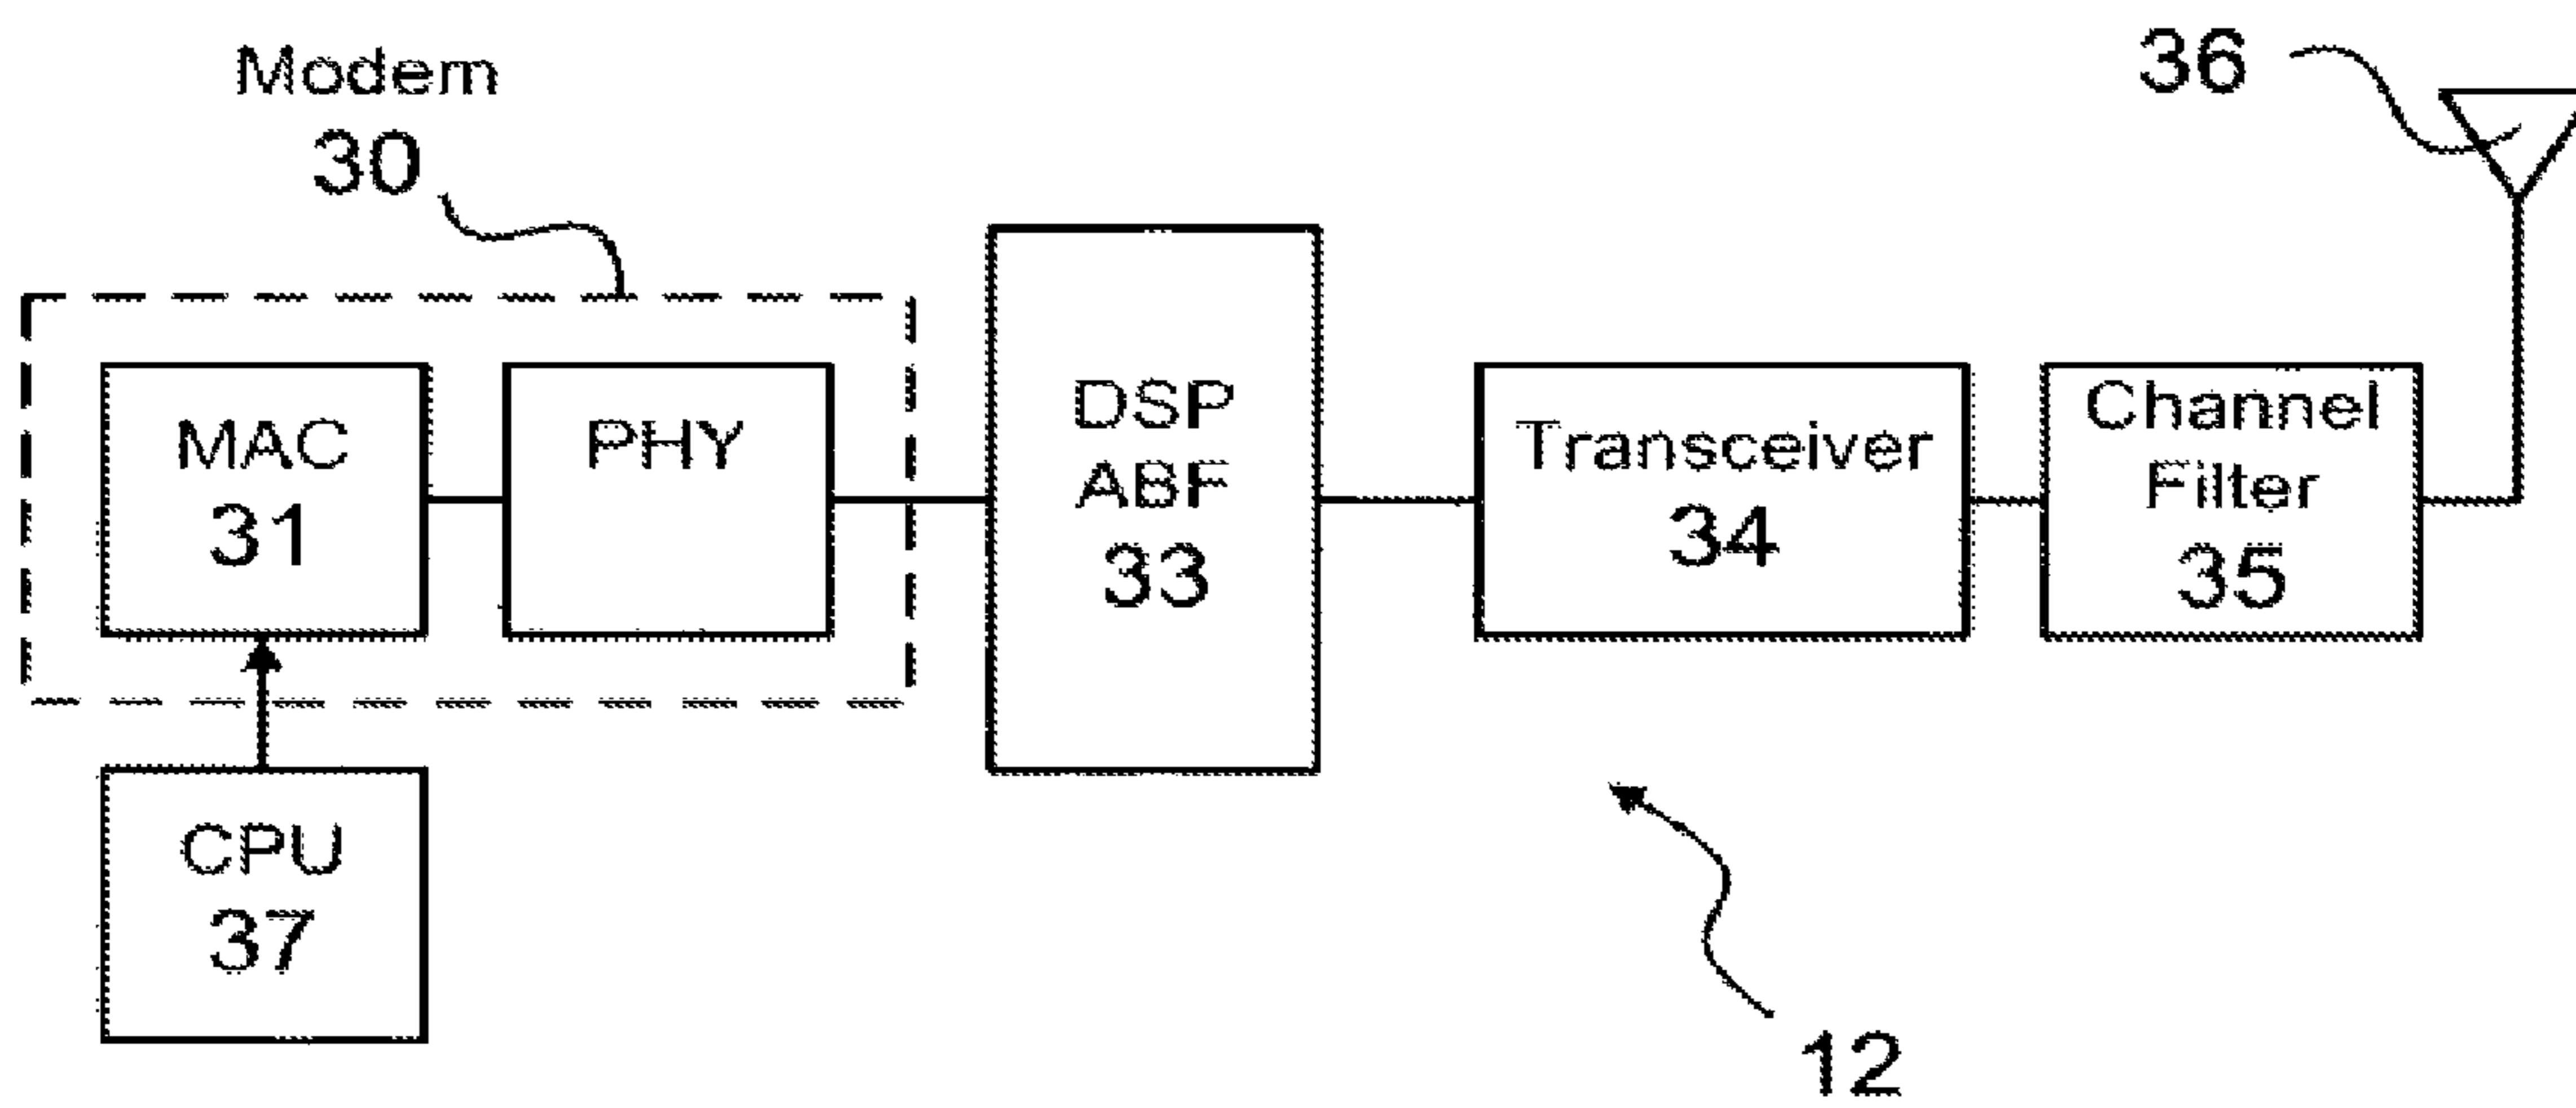 Modem
30
36
MAC
31
PHY
DSP
ABF
33
Transceiver
34
Channel
Filter
35
CPU
37
12